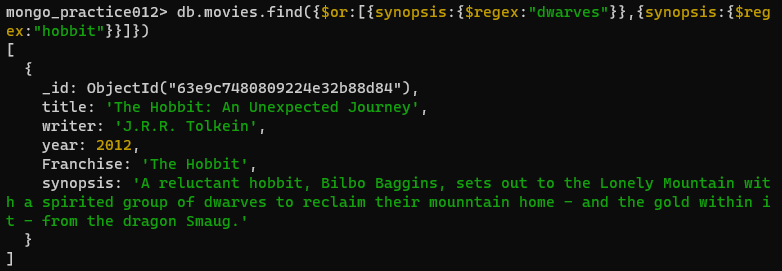 mongo_practice012> db.movies.find({$or:[{synopsis:{$regex:"dwarves"}},{synopsis:{$reg
ex:"hobbit"}}]})
[
  {
    _id: ObjectId("63e9c7480809224e32b88d84"),
    title: 'The Hobbit: An Unexpected Journey',
    writer: 'J.R.R. Tolkein',
    year: 2012,
    Franchise: 'The Hobbit',
    synopsis: 'A reluctant hobbit, Bilbo Baggins, sets out to the Lonely Mountain wit
h a spirited group of dwarves to reclaim their mounntain home - and the gold within i
t - from the dragon Smaug.'
  }
]